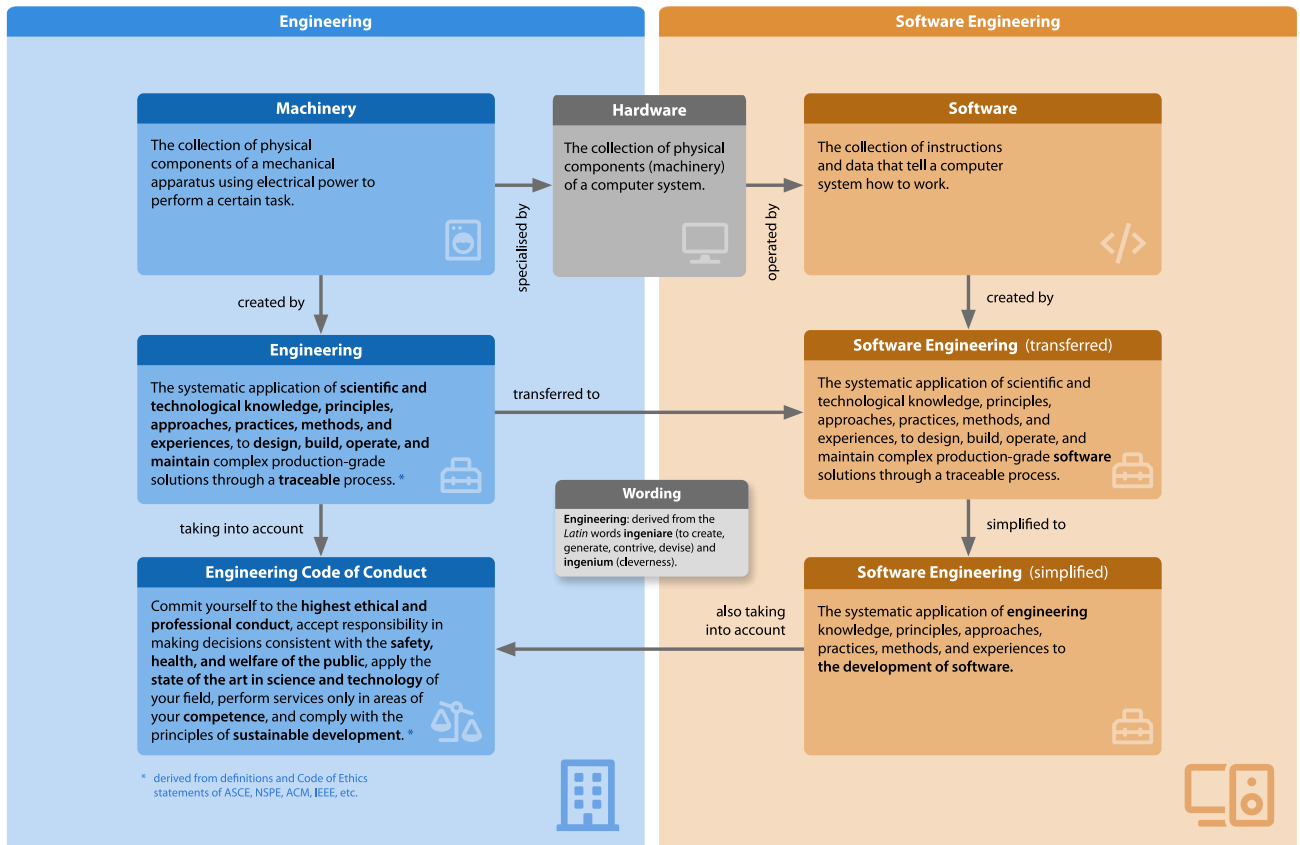 Engineering
Software Engineering
Machinery
The collection of physical
components of a mechanical
apparatus using electrical power to
perform a certain task.
specialised by
Hardware
The collection of physical
components (machinery)
of a computer system.
operated by
Software
The collection of instructions
and data that tell a computer
system how to work.
created by
created by
Engineering
The systematic application of scientific and
technological knowledge, principles,
approaches, practices, methods, and
experiences, to design, build, operate, and
maintain complex production-grade
solutions through a traceable process. *
transferred to
Software Engineering (transferred)
The systematic application of scientific and
technological knowledge, principles,
approaches, practices, methods, and
experiences, to design, build, operate, and
maintain complex production-grade software
solutions through a traceable process.
Wording
Engineering: derived from the
Latin words ingeniare (to create,
generate, contrive, devise) and
ingenium (cleverness).
taking into account
simplified to
Engineering Code of Conduct
Commit yourself to the highest ethical and
professional conduct, accept responsibility in
making decisions consistent with the safety,
health, and welfare of the public, apply the
state of the art in science and technology of
your field, perform services only in areas of
your competence, and comply with the
principles of sustainable development. *
also taking
into account
Software Engineering (simplified)
The systematic application of engineering
knowledge, principles, approaches,
practices, methods, and experiences to
the development of software.
* derived from definitions and Code of Ethics
statements of ASCE, NSPE, ACM, IEEE, etc.